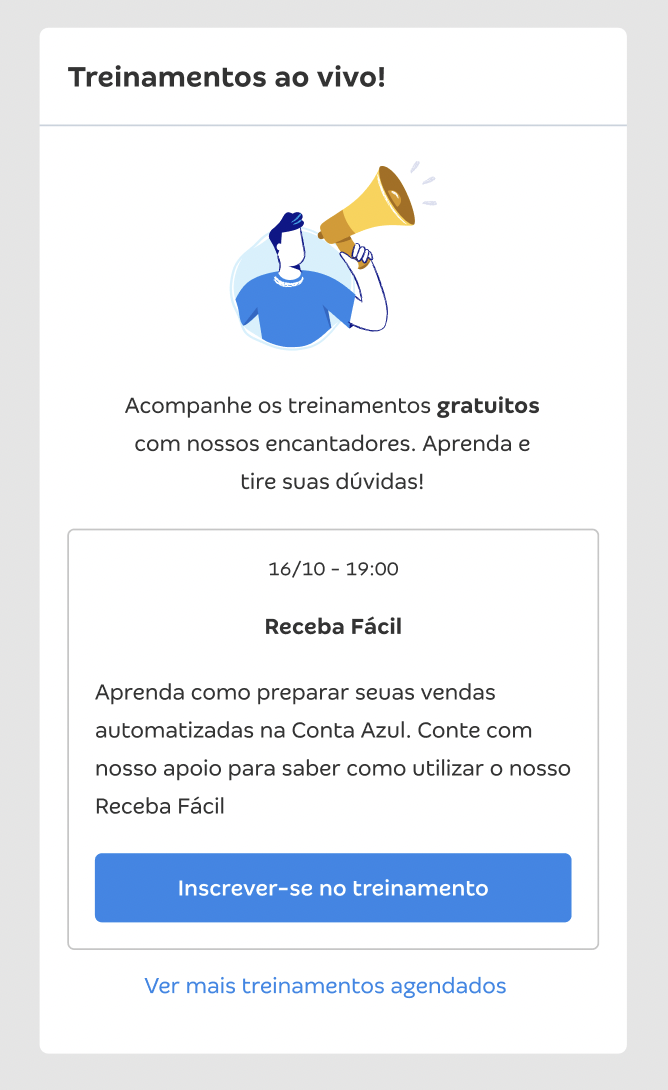 Treinamentos ao vivo!
Acompanhe os treinamentos gratuitos
com nossos encantadores. Aprenda e
tire suas dúvidas!
16/10 - 19:00
Receba Fácil
Aprenda como preparar seuas vendas
automatizadas na Conta Azul. Conte com
nosso apoio para saber como utilizar o nosso
Receba Fácil
Inscrever-se no treinamento
Ver mais treinamentos agendados